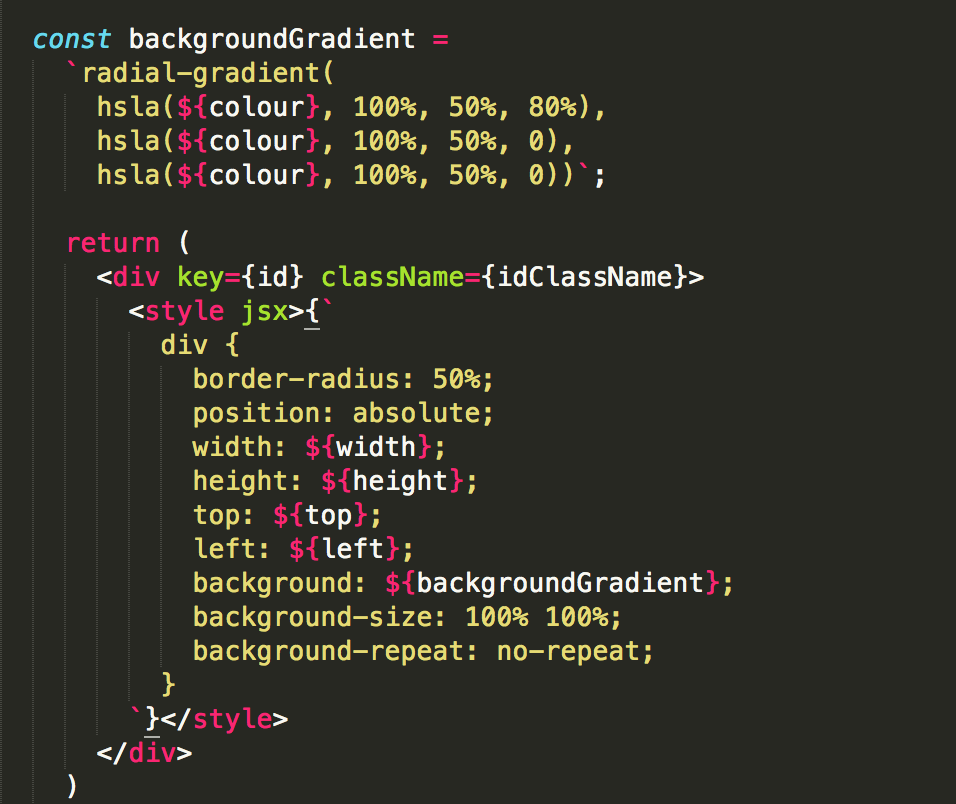 const backgroundGradient =
`radial-gradient(
hsla(${colour}, 100%, 50%, 80%),
hsla(${colour}, 100%, 50%, 0),
hsla(${colour}, 100%, 50%, 0))`;
return (
<div key={id} className={idClassName}>
<style jsx>{`
div {
border-radius: 50%;
position: absolute;
width: ${width};
height: ${height};
top: ${top};
left: ${left};
background: ${backgroundGradient};
background-size: 100% 100%;
background-repeat: no-repeat;
}
`}</style>
</div>
)